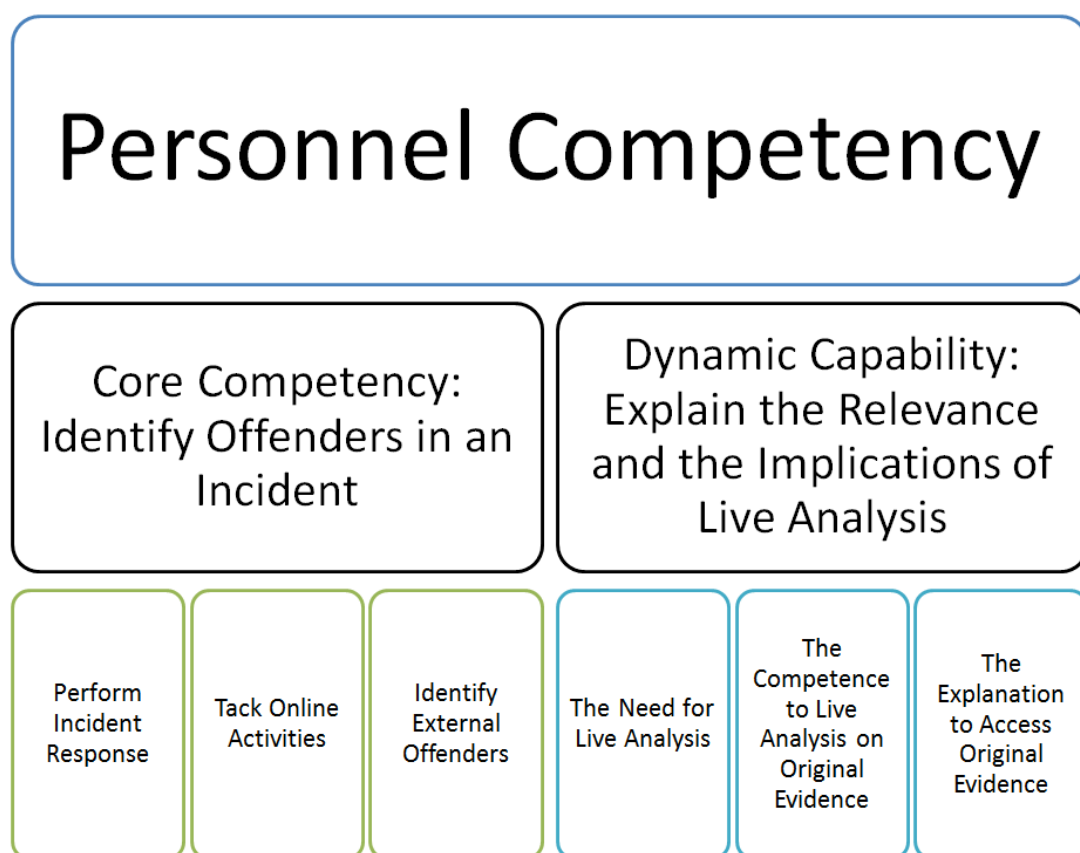 Personnel Competency
Core Competency:
Identify Offenders in an
Incident
Dynamic Capability:
Explain the Relevance
and the Implications of
Live Analysis
Perform
Incident
Response
Tack Online
Activities
Identify
External
Offenders
The Need for
Live Analysis
The
Competence
to Live
Analysis on
Original
Evidence
The
Explanation
to Access
Original
Evidence